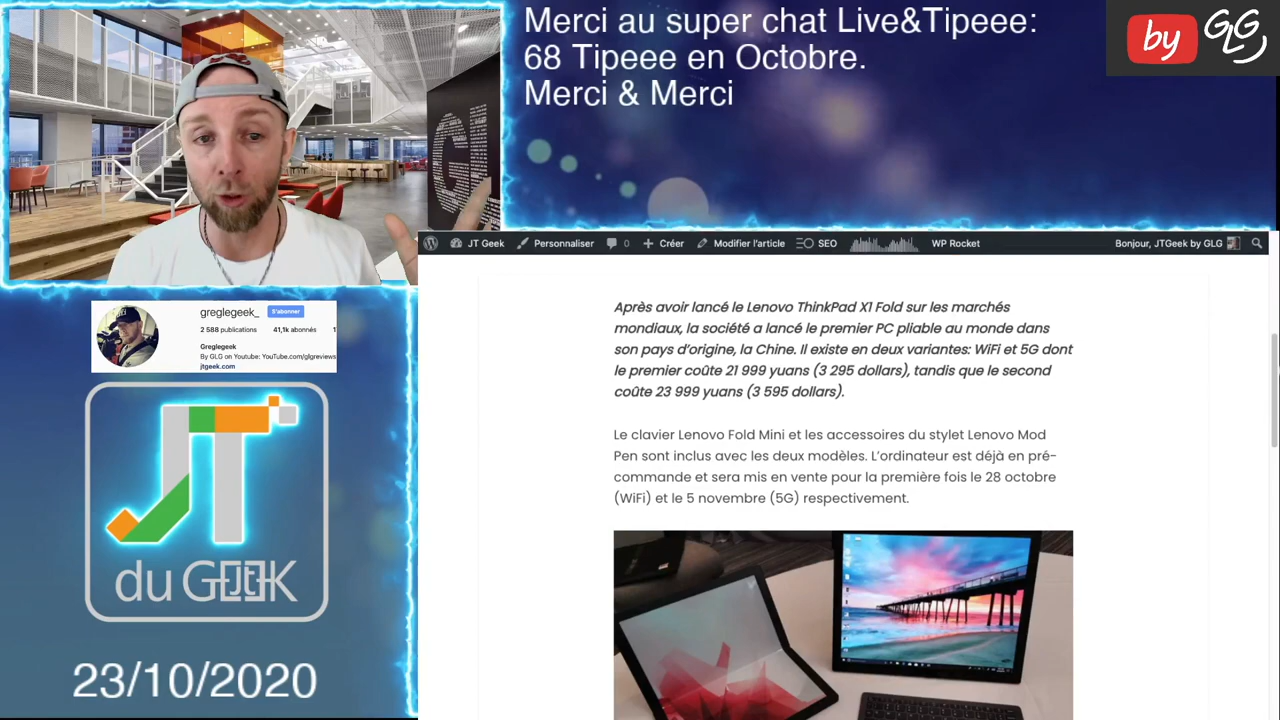 Merci au super chat Live&Tipeee:
68 Tipeee en Octobre.
Merci & Merci
by GLG
JT Geek
Personnaliser
0
Créer
Modifier l'article
SEO
WP Rocket
Bonjour, JTGeek by GLG
Après avoir lancé le Lenovo ThinkPad X1 Fold sur les marchés
mondiaux, la société a lancé le premier PC pliable au monde dans
son pays d'origine, la Chine. Il existe en deux variantes: WiFi et 5G dont
le premier coûte 21 999 yuans (3 295 dollars), tandis que le second
coûte 23 999 yuans (3 595 dollars).
Le clavier Lenovo Fold Mini et les accessoires du stylet Lenovo Mod
Pen sont inclus avec les deux modèles. L'ordinateur est déjà en pré-
commande et sera mis en vente pour la première fois le 28 octobre
(WiFi) et le 5 novembre (5G) respectivement.
greglegeek_ S'abonner
2 588 publications 41,1k abonnés 1
Greglegeek
By GLG on Youtube: YouTube.com/glgreviews
jtgeek.com
JT
du GEEK
23/10/2020